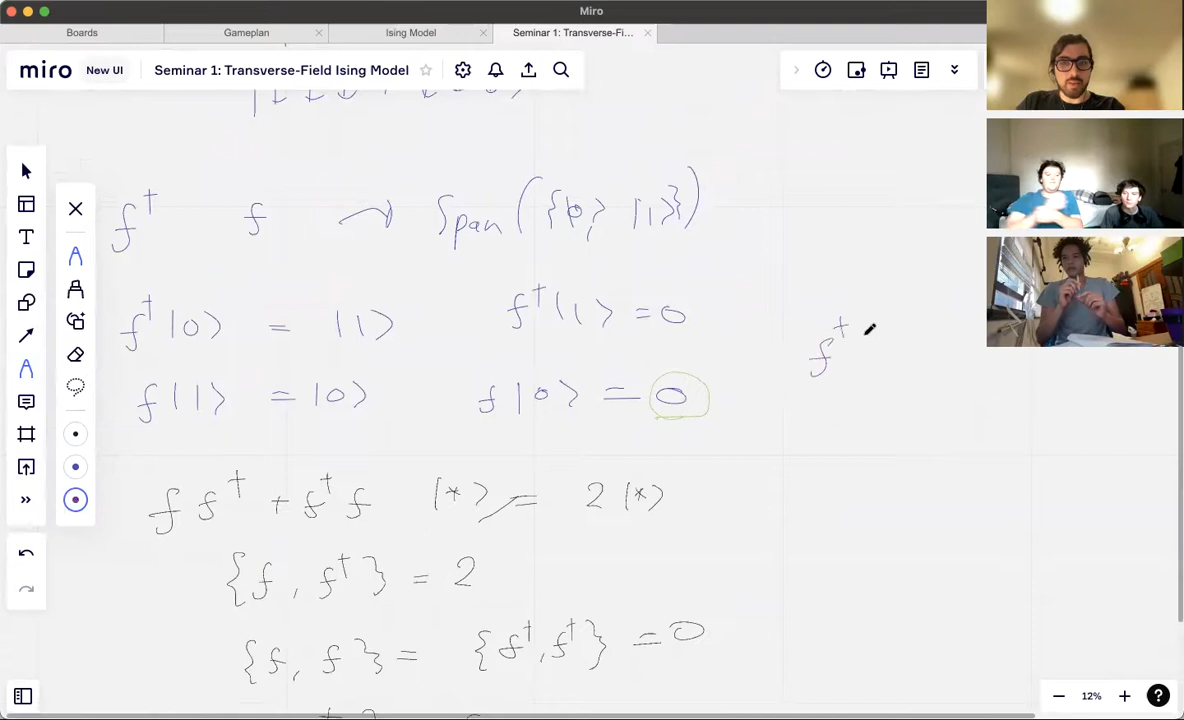 Miro
Boards
Gameplan
Ising Model
Seminar 1: Transverse-Fi...
miro
New UI
Seminar 1: Transverse-Field Ising Model
f† f → Span({|0⟩, |1⟩})
f†|0⟩ = |1⟩ f†|1⟩ = 0
f|1⟩ = |0⟩ f|0⟩ = 0
f†
f f† + f† f |*⟩ = 2|*⟩
{f, f†} = 2
{f, f} = {f†, f†} = 0
12%